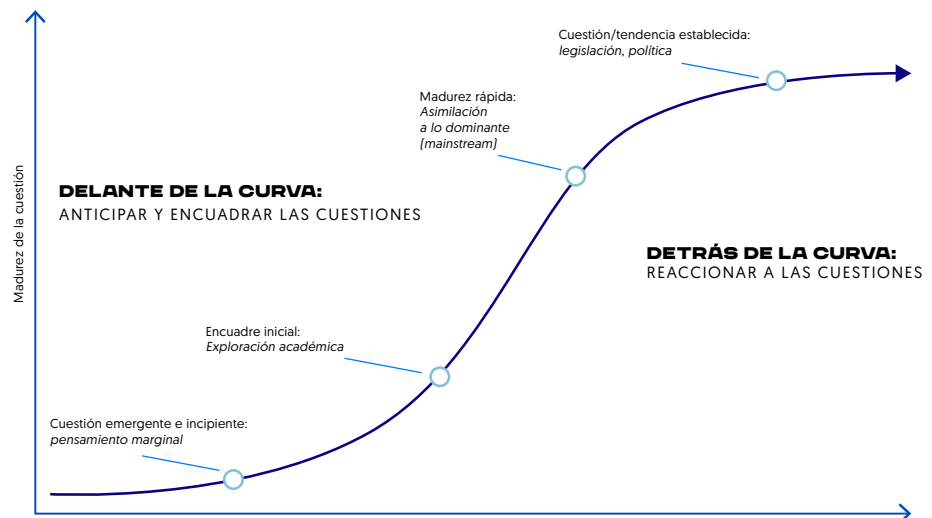 Cuestión/tendencia establecida:
legislación, política
Madurez rápida:
Asimilación
a lo dominante
(mainstream)
Madurez de la cuestión
DELANTE DE LA CURVA:
ANTICIPAR Y ENCUADRAR LAS CUESTIONES
DETRÁS DE LA CURVA:
REACCIONAR A LAS CUESTIONES
Encuadre inicial:
Exploración académica
Cuestión emergente e incipiente:
pensamiento marginal